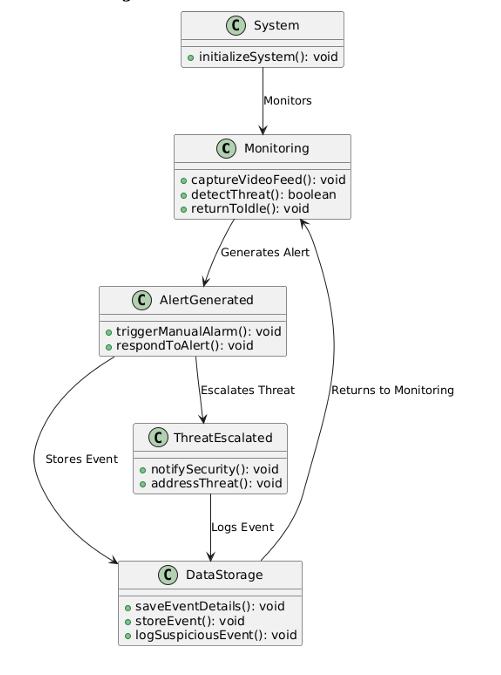 C System
initializeSystem(): void
Monitors
C Monitoring
captureVideoFeed(): void
detectThreat(): boolean
returnToIdle(): void
Generates Alert
C AlertGenerated
triggerManualAlarm(): void
respondToAlert(): void
Escalates Threat
Returns to Monitoring
C ThreatEscalated
Stores Event
notifySecurity(): void
addressThreat(): void
Logs Event
C DataStorage
saveEventDetails(): void
storeEvent(): void
logSuspiciousEvent(): void